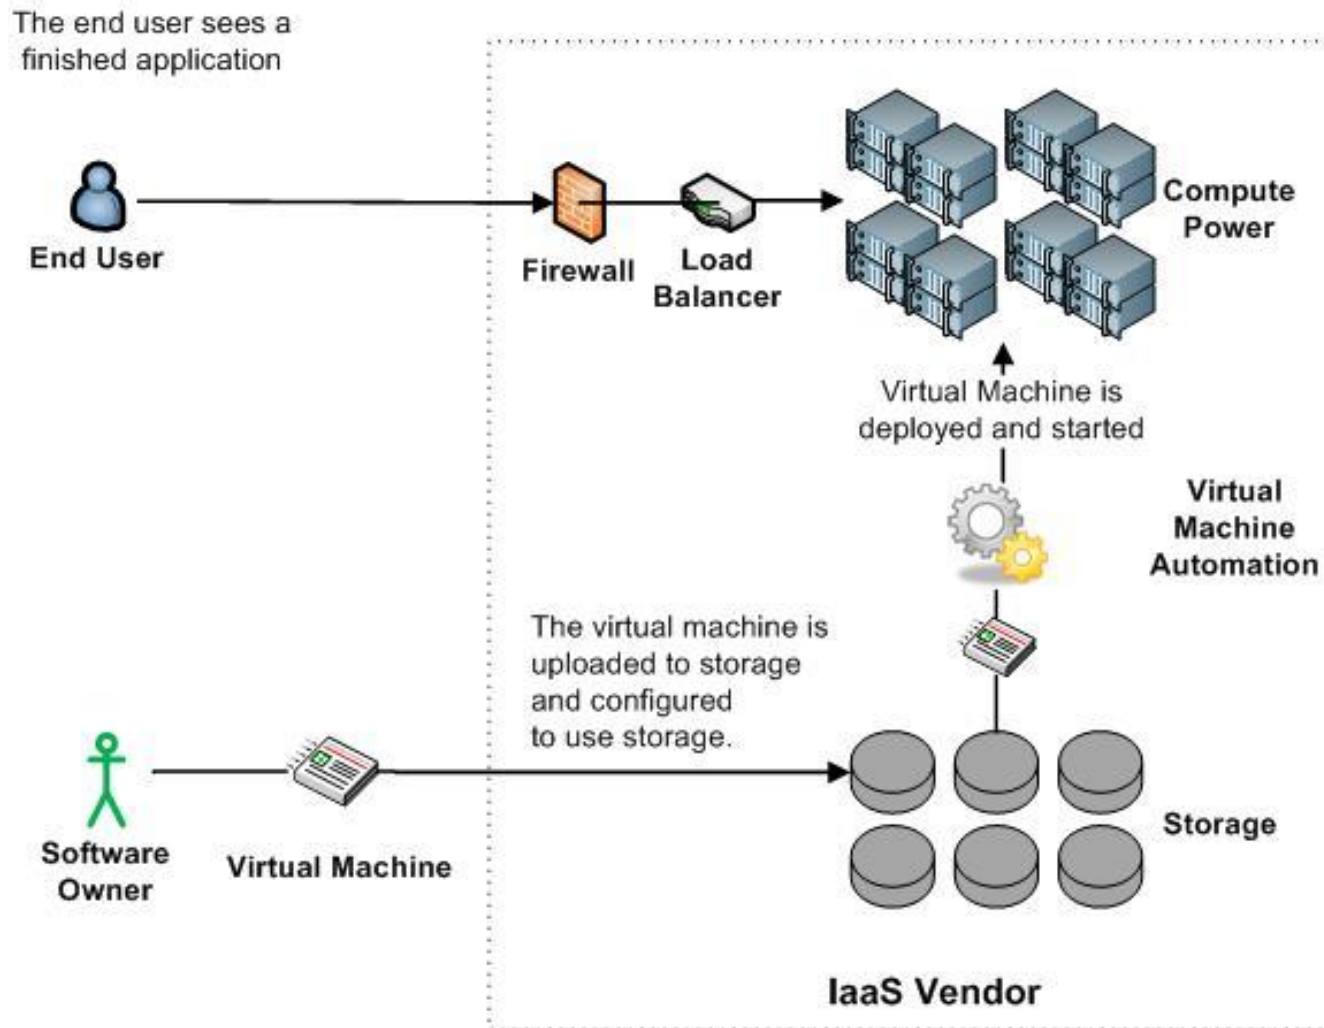 The end user sees a
finished application
End User
Firewall
Load
Balancer
Compute
Power
Virtual Machine is
deployed and started
Virtual
Machine
Automation
The virtual machine is
uploaded to storage
and configured
to use storage.
Software
Owner
Virtual Machine
Storage
IaaS Vendor